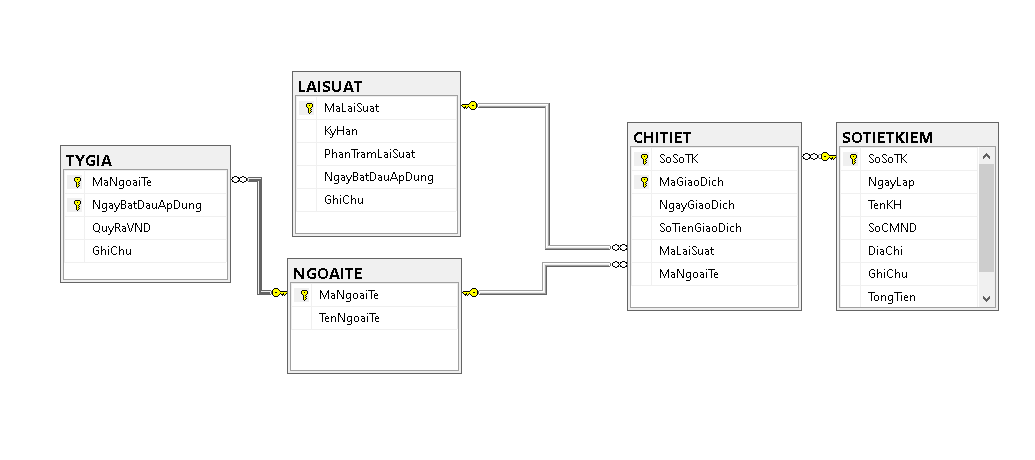 TYGIA
MaNgoaiTe
NgayBatDauApDung
QuyRaVND
GhiChu
LAISUAT
MaLaiSuat
KyHan
PhanTramLaiSuat
NgayBatDauApDung
GhiChu
NGOAITE
MaNgoaiTe
TenNgoaiTe
CHITIET
SoSoTK
MaGiaoDich
NgayGiaoDich
SoTienGiaoDich
MaLaiSuat
MaNgoaiTe
SOTIETKIEM
SoSoTK
NgayLap
TenKH
SoCMND
DiaChi
GhiChu
TongTien